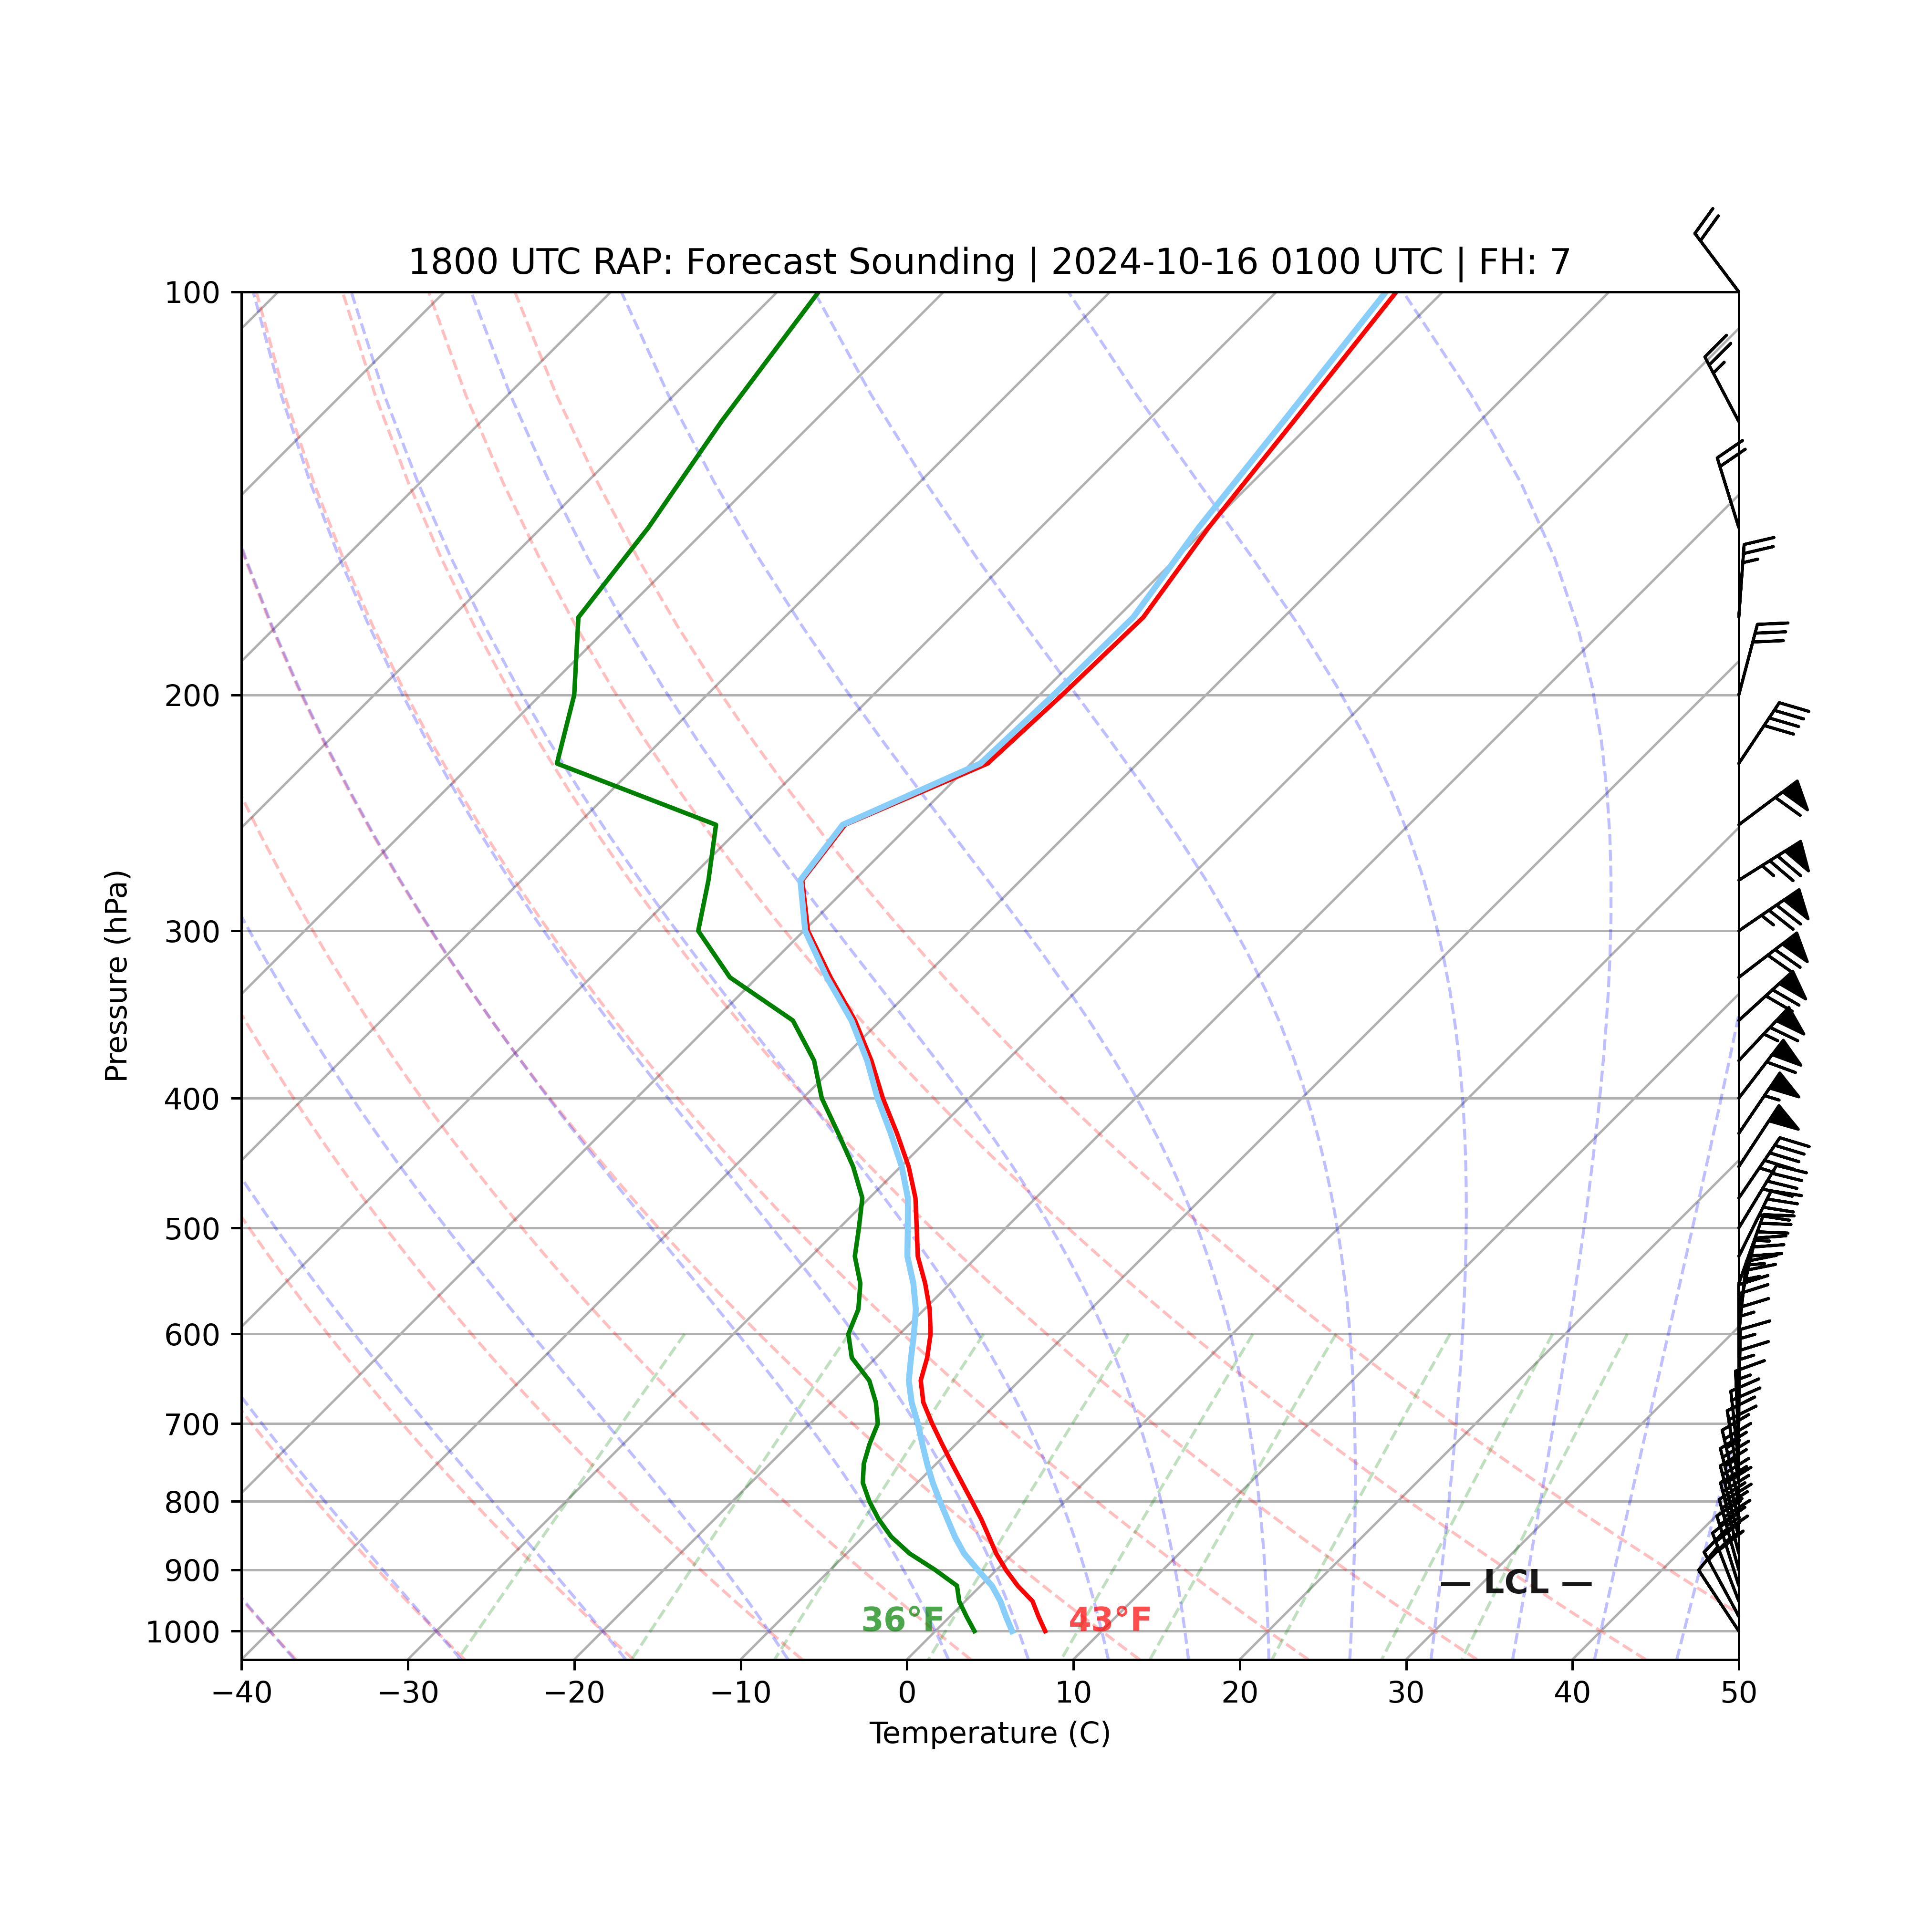 1800 UTC RAP: Forecast Sounding | 2024-10-16 0100 UTC | FH: 7
100
200
300
400
500
600
700
800
900
1000
Pressure (hPa)
— LCL —
36°F
43°F
−40 −30 −20 −10 0 10 20 30 40 50
Temperature (C)